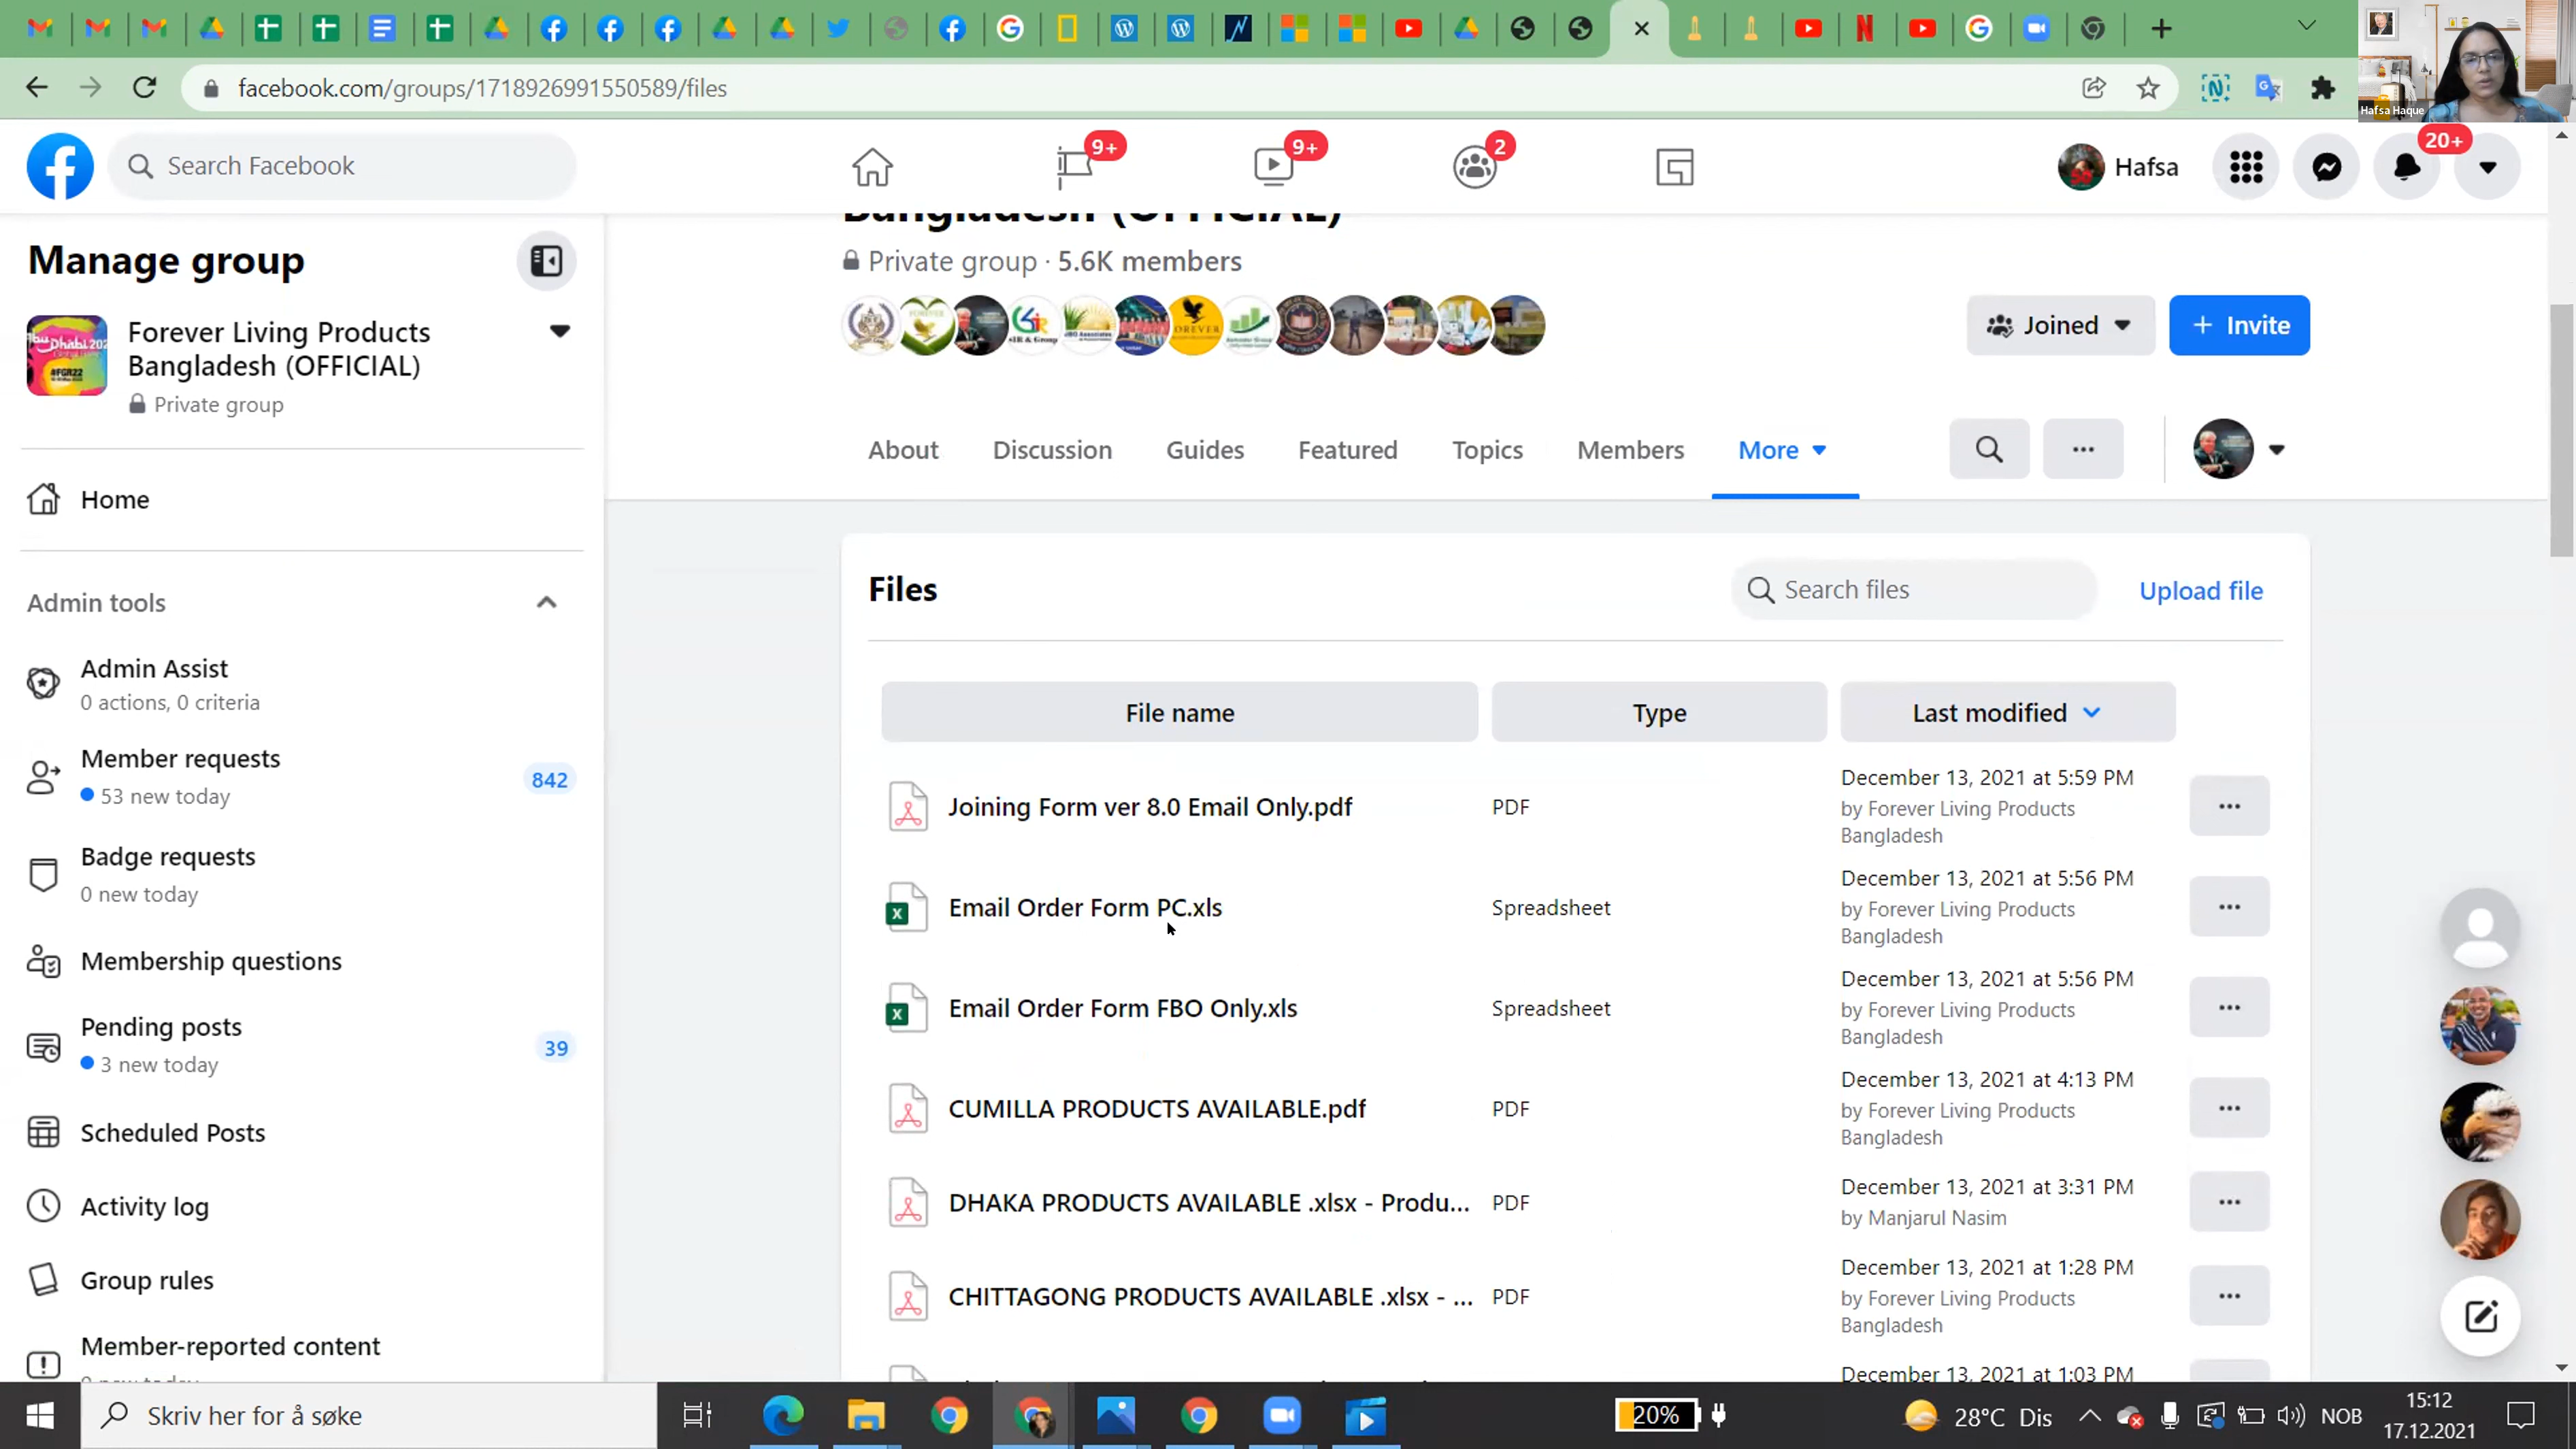 facebook.com/groups/1718926991550589/files
Hafsa Haque
Search Facebook
9+
9+
2
Hafsa
20+
Manage group
Forever Living Products
Bangladesh (OFFICIAL)
Private group
Home
Admin tools
Admin Assist
0 actions, 0 criteria
Member requests
53 new today
842
Badge requests
0 new today
Membership questions
Pending posts
3 new today
39
Scheduled Posts
Activity log
Group rules
Member-reported content
Bangladesh (OFFICIAL)
Private group · 5.6K members
Joined
+ Invite
About
Discussion
Guides
Featured
Topics
Members
More
Files
Search files
Upload file
File name
Type
Last modified
Joining Form ver 8.0 Email Only.pdf
PDF
December 13, 2021 at 5:59 PM
by Forever Living Products
Bangladesh
Email Order Form PC.xls
Spreadsheet
December 13, 2021 at 5:56 PM
by Forever Living Products
Bangladesh
Email Order Form FBO Only.xls
Spreadsheet
December 13, 2021 at 5:56 PM
by Forever Living Products
Bangladesh
CUMILLA PRODUCTS AVAILABLE.pdf
PDF
December 13, 2021 at 4:13 PM
by Forever Living Products
Bangladesh
DHAKA PRODUCTS AVAILABLE .xlsx - Produ...
PDF
December 13, 2021 at 3:31 PM
by Manjarul Nasim
CHITTAGONG PRODUCTS AVAILABLE .xlsx - ...
PDF
December 13, 2021 at 1:28 PM
by Forever Living Products
Bangladesh
December 13, 2021 at 1:03 PM
Skriv her for å søke
20%
28°C Dis
NOB
15:12
17.12.2021